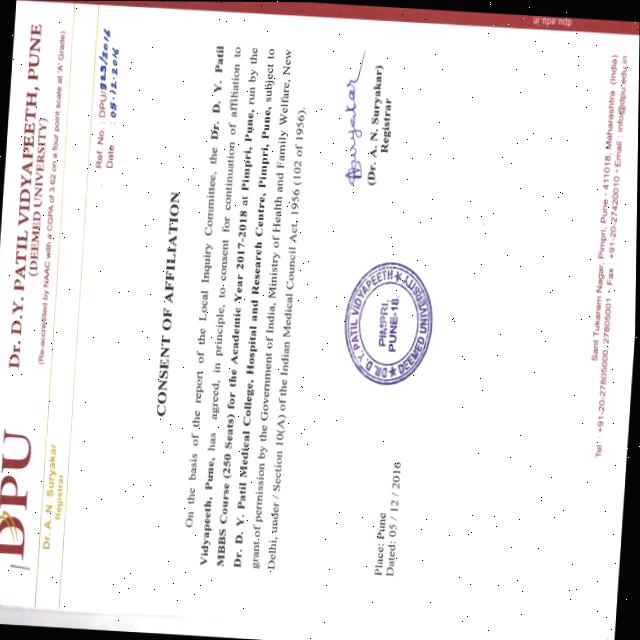 DPU
Dr. D.Y. PATIL VIDYAPEETH, PUNE
(DEEMED UNIVERSITY)
(Re-accredited by NAAC with a CGPA of 3.62 on a four point scale at 'A' Grade)
Dr. A. N. Suryakar
Registrar
Ref. No. : DPU/923/2016
Date : 05.12.2016
CONSENT OF AFFILIATION
On the basis of the report of the Local Inquiry Committee, the Dr. D. Y. Patil
Vidyapeeth, Pune, has agreed, in principle, to consent for continuation of affiliation to
MBBS Course (250 Seats) for the Academic Year 2017-2018 at Pimpri, Pune, run by the
Dr. D. Y. Patil Medical College, Hospital and Research Centre, Pimpri, Pune, subject to
grant of permission by the Government of India, Ministry of Health and Family Welfare, New
Delhi, under / Section 10(A) of the Indian Medical Council Act, 1956 (102 of 1956).
Suryakar
(Dr. A. N. Suryakar)
Registrar
DR. D. Y. PATIL VIDYAPEETH
PIMPRI,
PUNE-18.
DEEMED UNIVERSITY
Place: Pune
Dated: 05 / 12 / 2016
Sant Tukaram Nagar, Pimpri, Pune - 411018, Maharashtra (India)
Tel : +91-20-27805000, 27805001 • Fax : +91-20-27420010 • Email : info@dpu.edu.in
dpu.edu.in